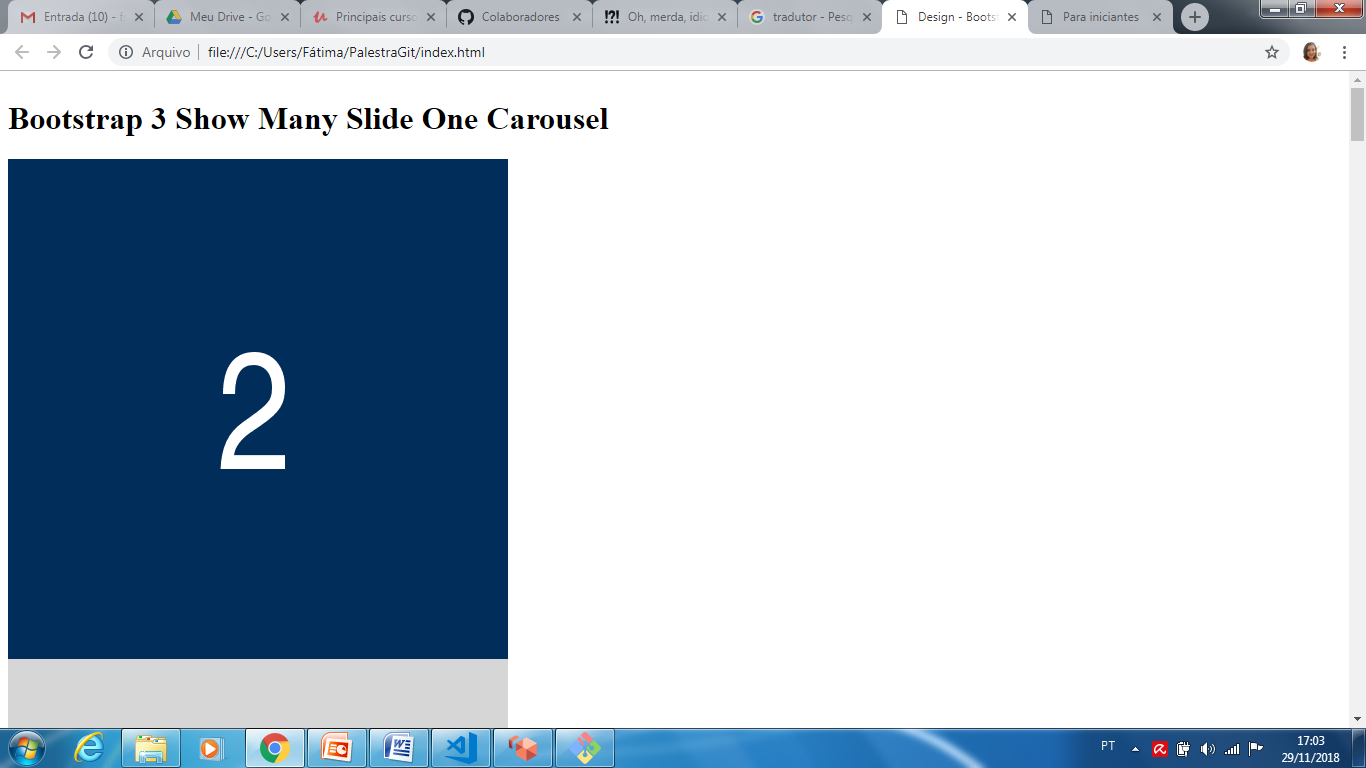 Entrada (10) - f
Meu Drive - Go
Principais curso
Colaboradores
!?! Oh, merda, idio
tradutor - Pesq
Design - Boots
Para iniciantes
Arquivo file:///C:/Users/Fátima/PalestraGit/index.html
Bootstrap 3 Show Many Slide One Carousel
2
PT
17:03
29/11/2018